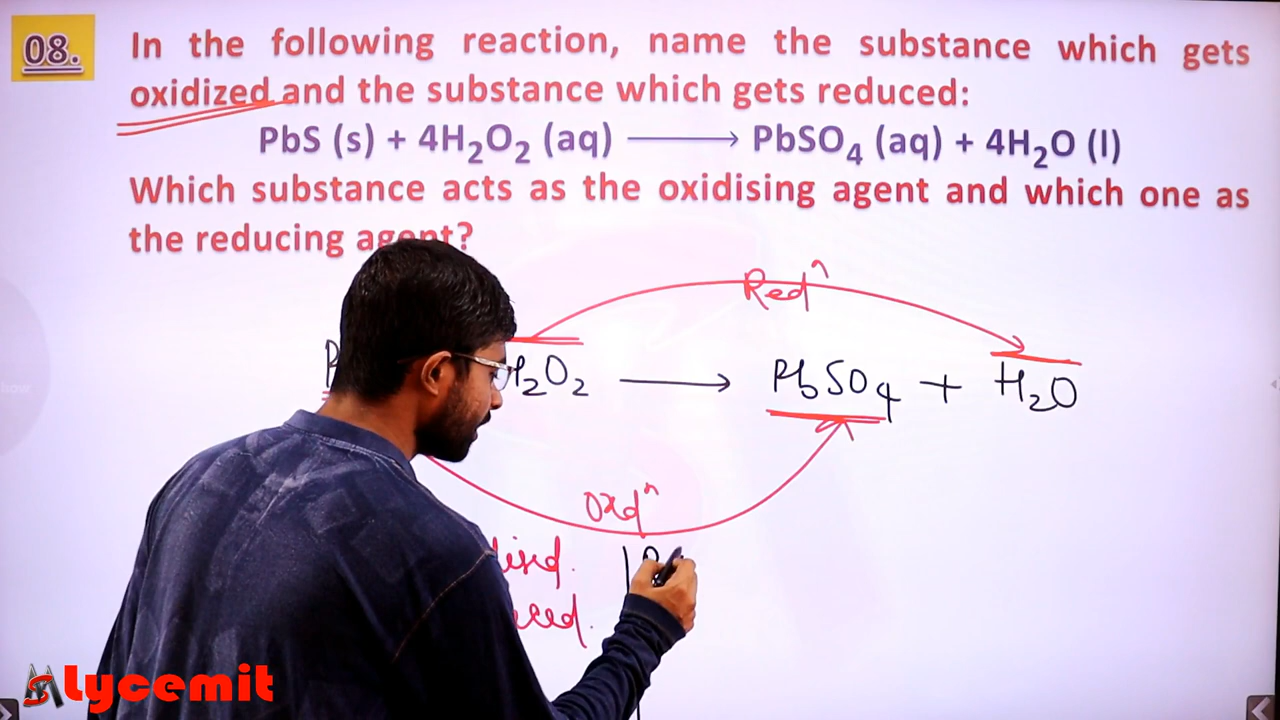 08.
In the following reaction, name the substance which gets
oxidized and the substance which gets reduced:
PbS (s) + 4H₂O₂ (aq) ⟶ PbSO₄ (aq) + 4H₂O (l)
Which substance acts as the oxidising agent and which one as
the reducing agent?
Redⁿ
H₂O₂ ⟶ PbSO₄ + H₂O
Oxdⁿ
lycemit